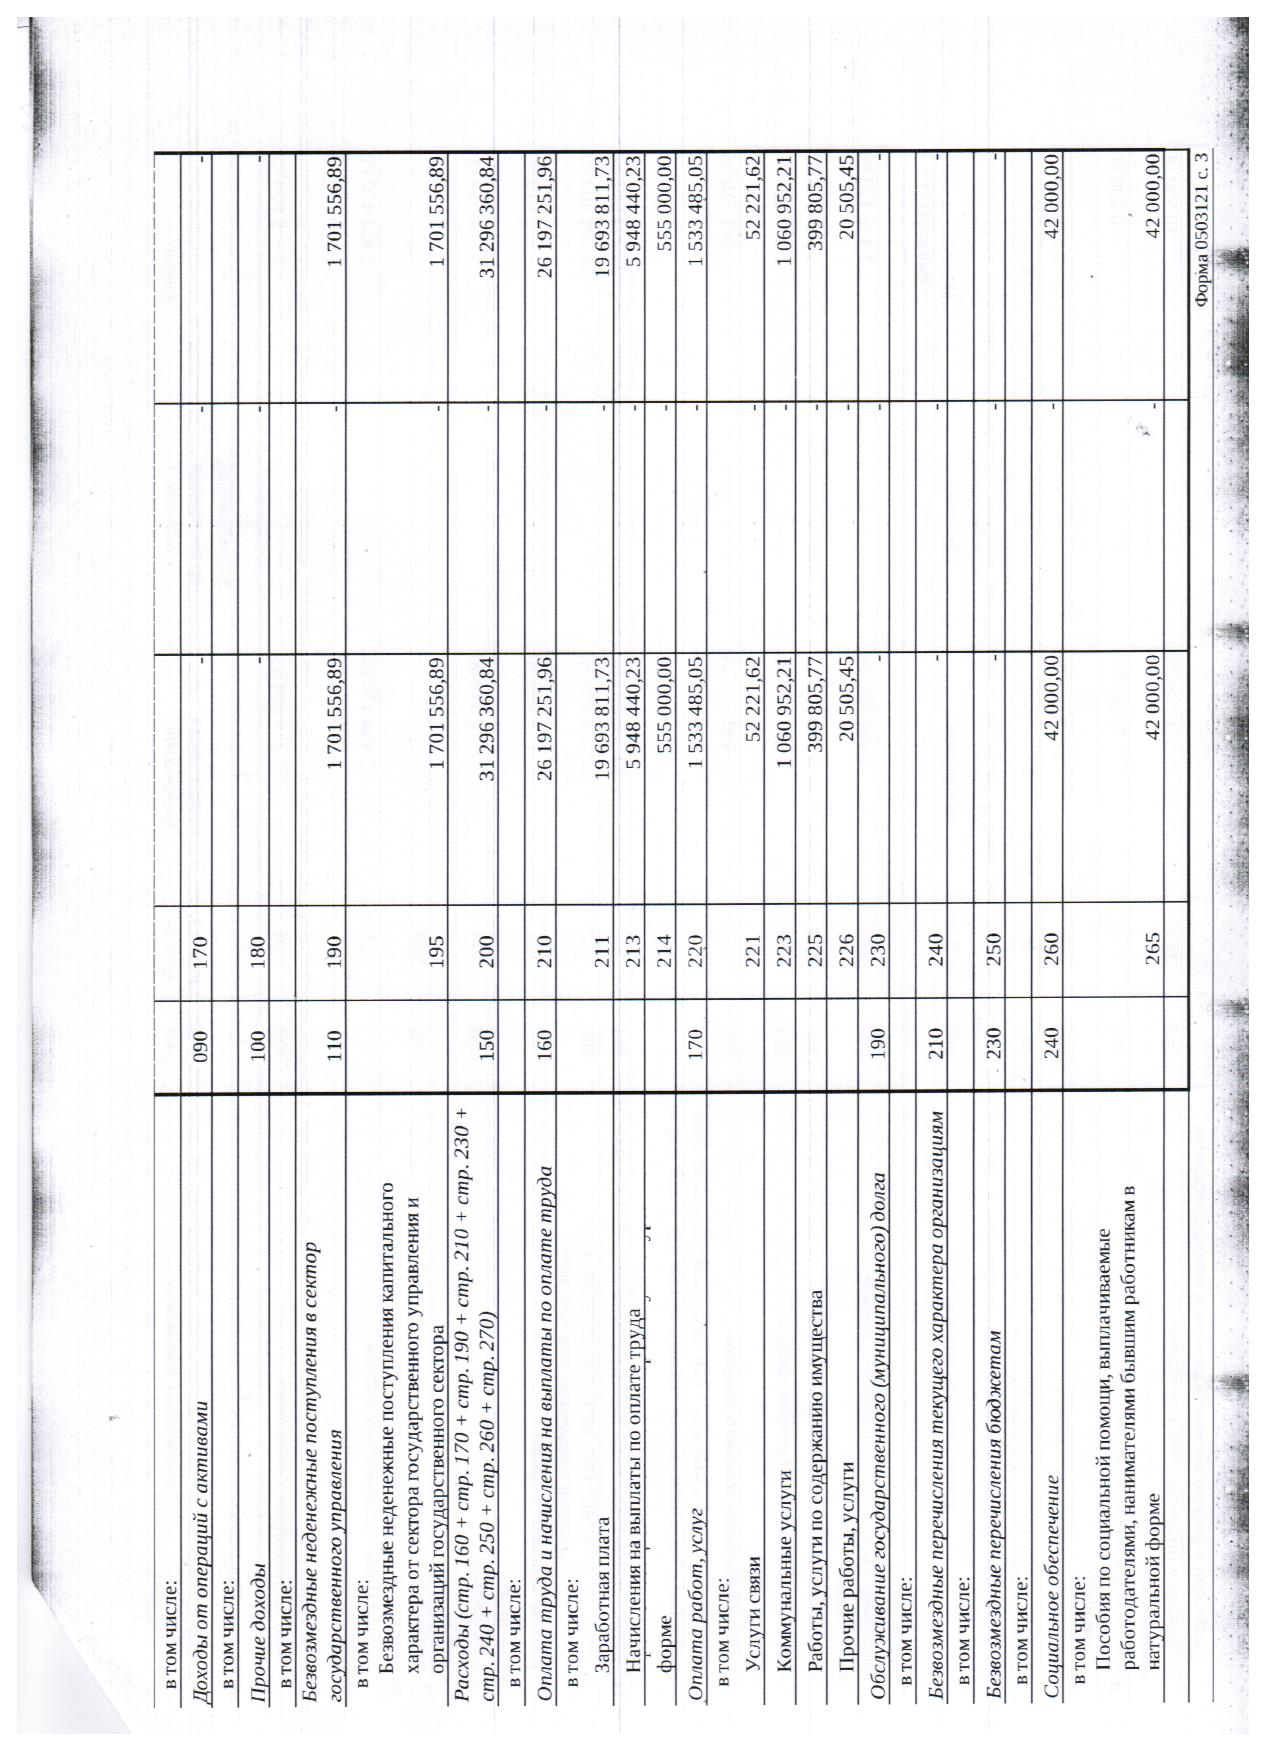 в том числе:
Доходы от операций с активами 090 170 - - -
в том числе:
Прочие доходы 100 180 - - -
в том числе:
Безвозмездные неденежные поступления в сектор
государственного управления 110 190 1 701 556,89 - 1 701 556,89
в том числе:
Безвозмездные неденежные поступления капитального
характера от сектора государственного управления и
организаций государственного сектора 195 1 701 556,89 - 1 701 556,89
Расходы (стр. 160 + стр. 170 + стр. 190 + стр. 210 + стр. 230 +
стр. 240 + стр. 250 + стр. 260 + стр. 270) 150 200 31 296 360,84 - 31 296 360,84
в том числе:
Оплата труда и начисления на выплаты по оплате труда 160 210 26 197 251,96 - 26 197 251,96
в том числе:
Заработная плата 211 19 693 811,73 - 19 693 811,73
Начисления на выплаты по оплате труда 213 5 948 440,23 - 5 948 440,23
форме 214 555 000,00 - 555 000,00
Оплата работ, услуг 170 220 1 533 485,05 - 1 533 485,05
в том числе:
Услуги связи 221 52 221,62 - 52 221,62
Коммунальные услуги 223 1 060 952,21 - 1 060 952,21
Работы, услуги по содержанию имущества 225 399 805,77 - 399 805,77
Прочие работы, услуги 226 20 505,45 - 20 505,45
Обслуживание государственного (муниципального) долга 190 230 - - -
в том числе:
Безвозмездные перечисления текущего характера организациям 210 240 - - -
в том числе:
Безвозмездные перечисления бюджетам 230 250 - - -
в том числе:
Социальное обеспечение 240 260 42 000,00 - 42 000,00
в том числе:
Пособия по социальной помощи, выплачиваемые
работодателями, нанимателями бывшим работникам в
натуральной форме 265 42 000,00 - 42 000,00
Форма 0503121 с. 3